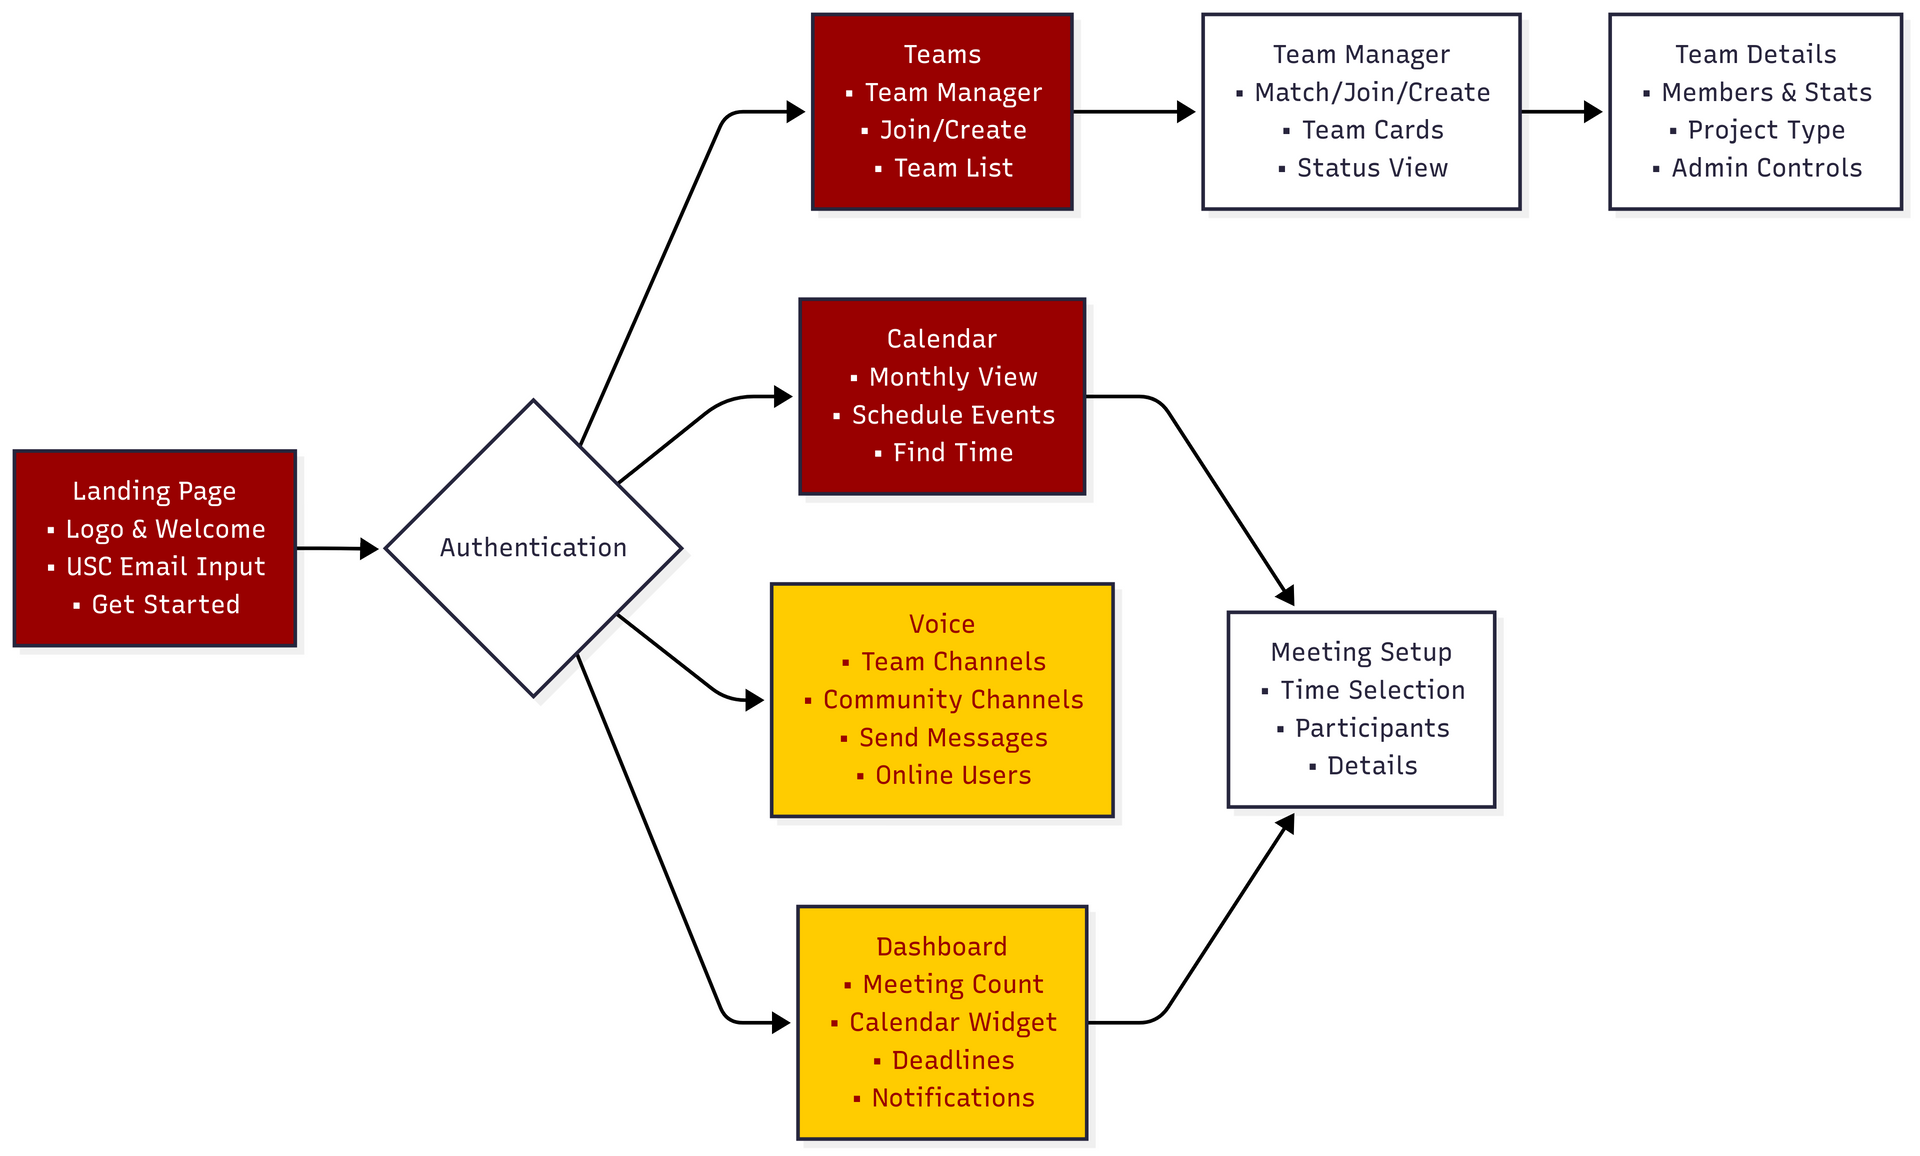 Landing Page
▪ Logo & Welcome
▪ USC Email Input
▪ Get Started
Authentication
Teams
▪ Team Manager
▪ Join/Create
▪ Team List
Team Manager
▪ Match/Join/Create
▪ Team Cards
▪ Status View
Team Details
▪ Members & Stats
▪ Project Type
▪ Admin Controls
Calendar
▪ Monthly View
▪ Schedule Events
▪ Find Time
Voice
▪ Team Channels
▪ Community Channels
▪ Send Messages
▪ Online Users
Meeting Setup
▪ Time Selection
▪ Participants
▪ Details
Dashboard
▪ Meeting Count
▪ Calendar Widget
▪ Deadlines
▪ Notifications